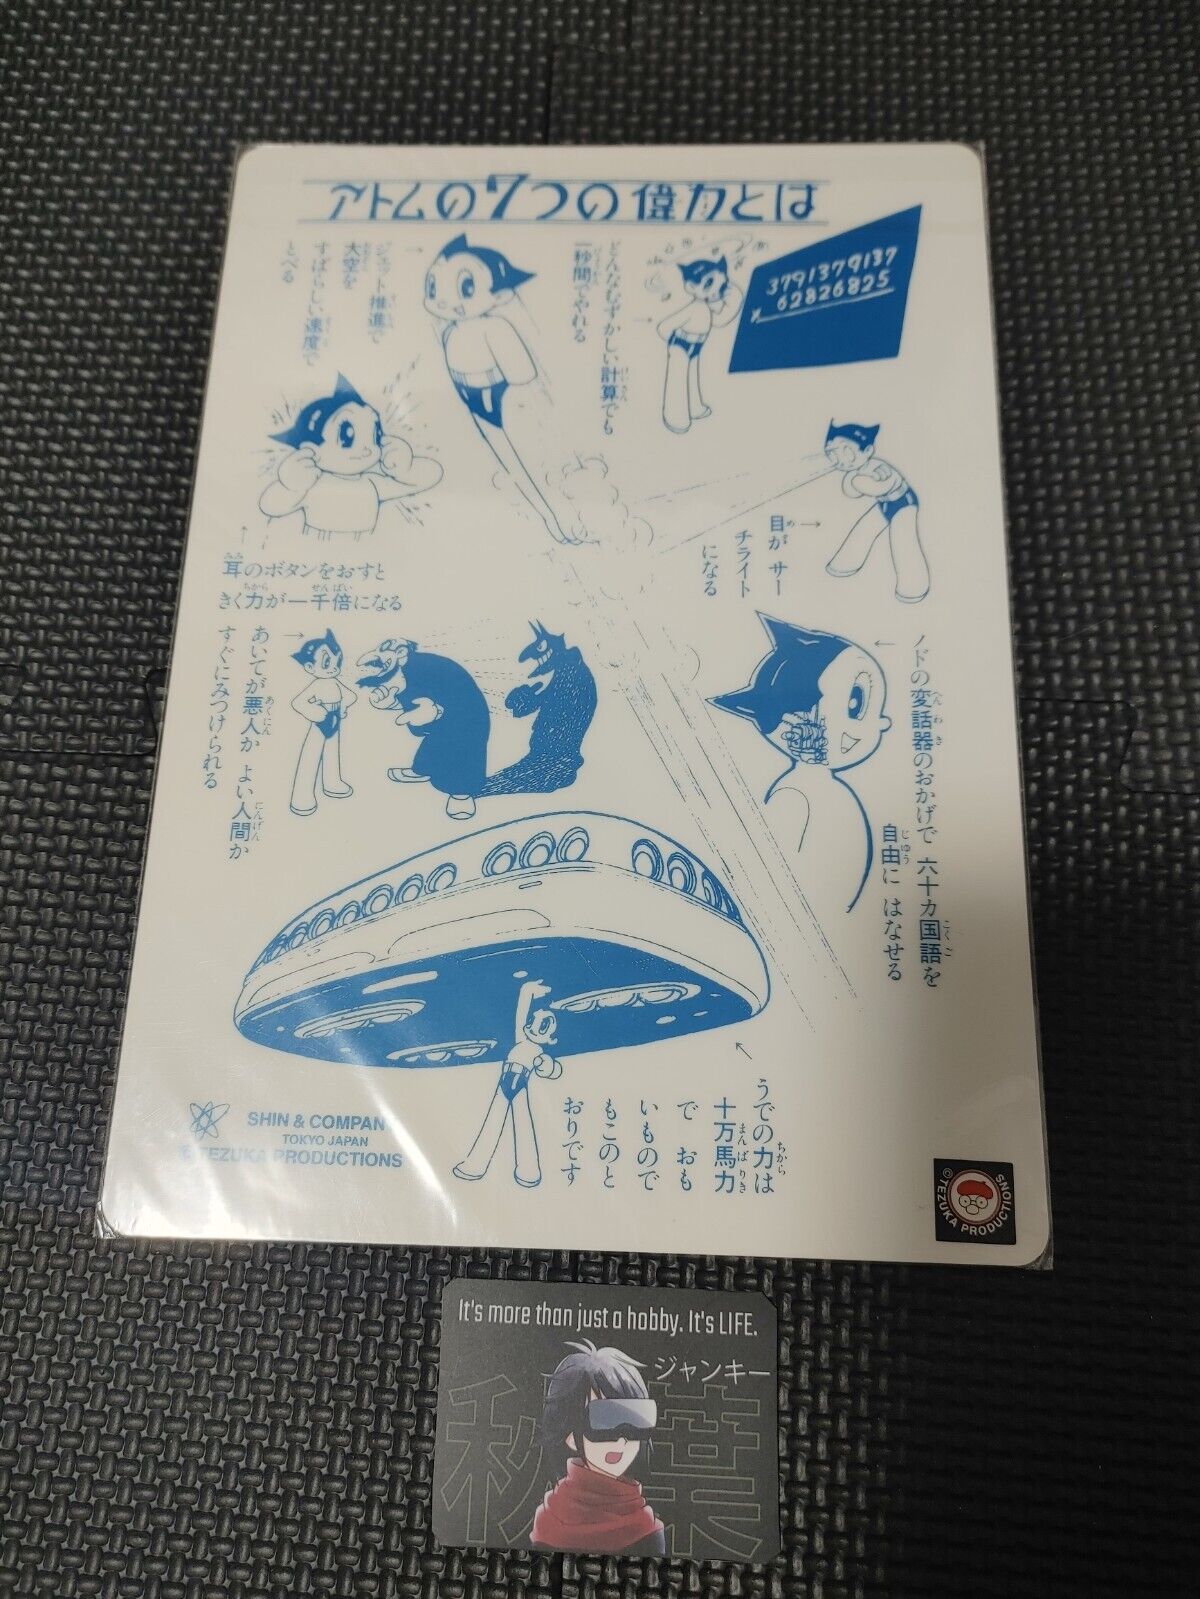 アトムの7つの偉力とは
どんなむずかしい計算でも
一秒間でやれる
3791379137
× 62826825
ジェット推進で
大空を
すばらしい速度で
とべる
目が サー
チライト
になる
耳のボタンをおすと
きく力が一千倍になる
ノドの変話器のおかげで 六十カ国語を
自由に はなせる
あいてが悪人か よい人間か
すぐにみつけられる
うでの力は
十万馬力
で おも
いもので
もこのと
おりです
SHIN & COMPAN
TOKYO JAPAN
© TEZUKA PRODUCTIONS
©TEZUKA PRODUCTIONS
It's more than just a hobby. It's LIFE.
ジャンキー
秋葉